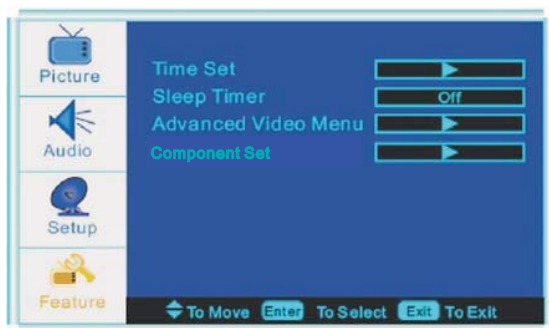 Picture
Audio
Setup
Feature
Time Set
Sleep Timer Off
Advanced Video Menu
Component Set
To Move Enter To Select Exit To Exit